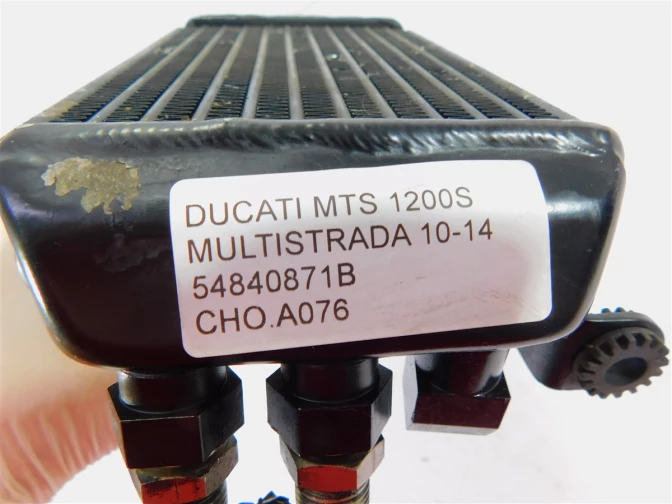 DUCATI MTS 1200S
MULTISTRADA 10-14
54840871B
CHO.A076